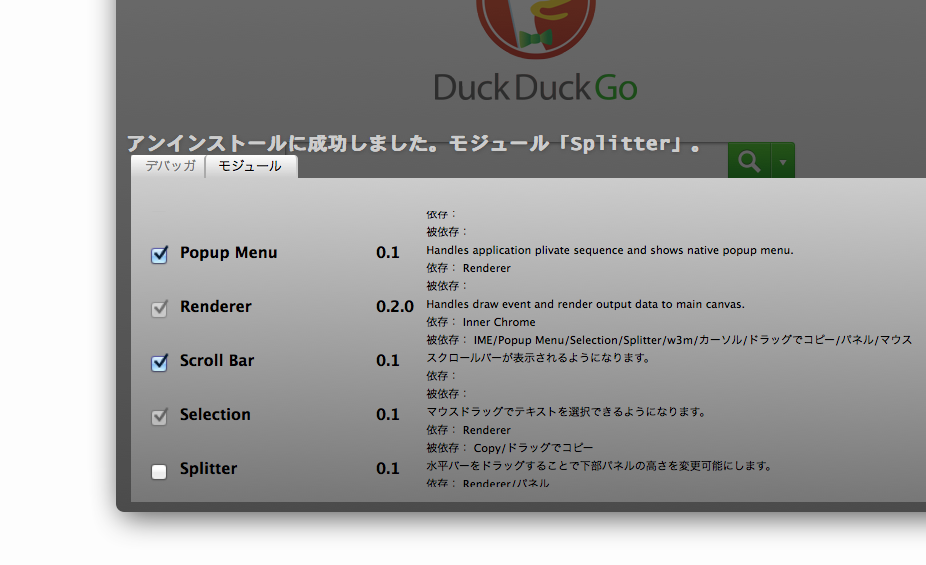 DuckDuckGo
アンインストールに成功しました。モジュール「Splitter」。
デバッガ モジュール
依存：
被依存：
Popup Menu 0.1 Handles application plivate sequence and shows native popup menu.
依存： Renderer
被依存：
Renderer 0.2.0 Handles draw event and render output data to main canvas.
依存： Inner Chrome
被依存： IME/Popup Menu/Selection/Splitter/w3m/カーソル/ドラッグでコピー/パネル/マウス
Scroll Bar 0.1 スクロールバーが表示されるようになります。
依存：
被依存：
Selection 0.1 マウスドラッグでテキストを選択できるようになります。
依存： Renderer
被依存： Copy/ドラッグでコピー
Splitter 0.1 水平バーをドラッグすることで下部パネルの高さを変更可能にします。
依存： Renderer/パネル